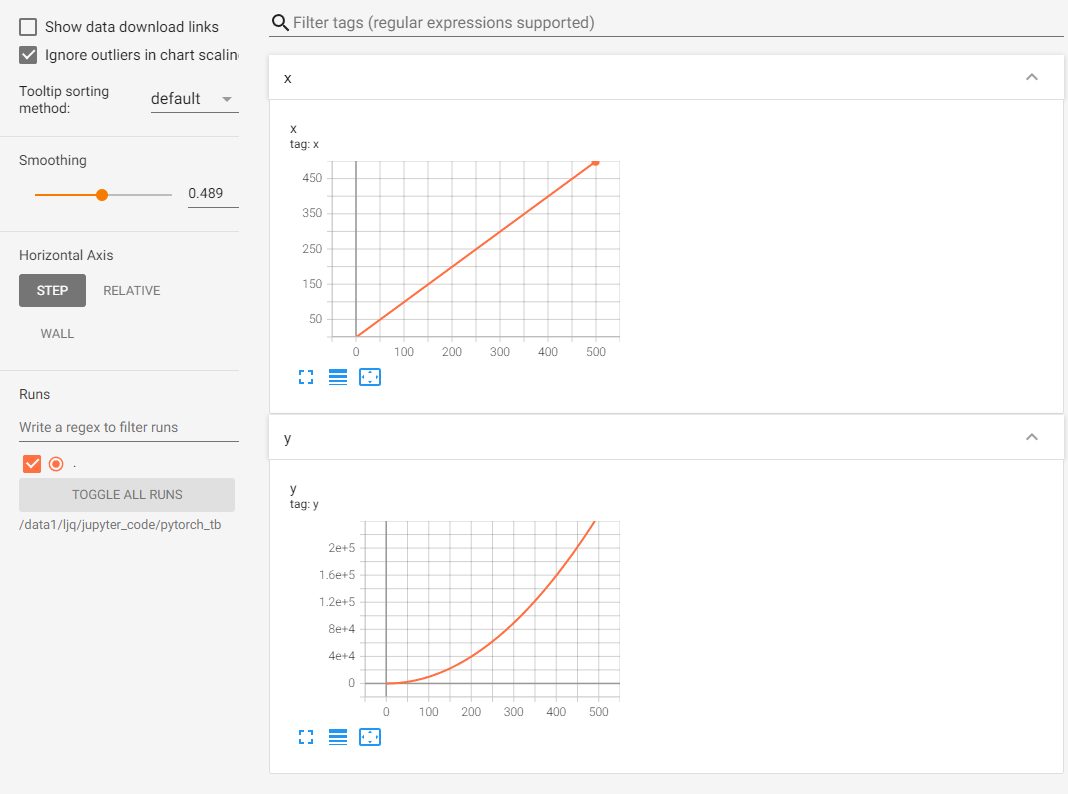 Show data download links
Ignore outliers in chart scalin
Tooltip sorting
method:
default
Smoothing
0.489
Horizontal Axis
STEP
RELATIVE
WALL
Runs
Write a regex to filter runs
.
TOGGLE ALL RUNS
/data1/ljq/jupyter_code/pytorch_tb
Filter tags (regular expressions supported)
x
x
tag: x
450
350
250
150
50
0 100 200 300 400 500
y
y
tag: y
2e+5
1.6e+5
1.2e+5
8e+4
4e+4
0
0 100 200 300 400 500